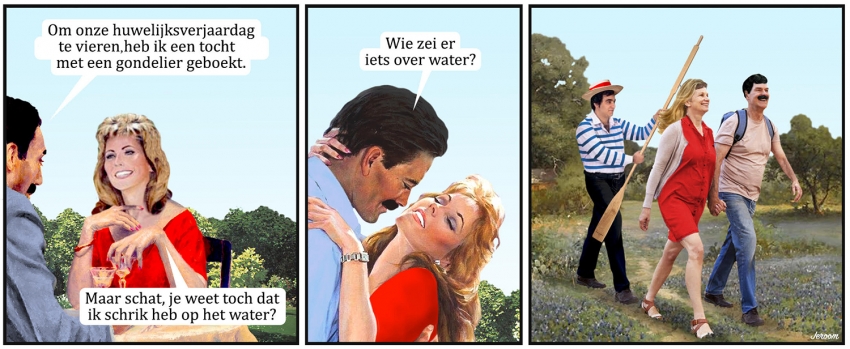 Om onze huwelijksverjaardag
te vieren,heb ik een tocht
met een gondelier geboekt.
Maar schat, je weet toch dat
ik schrik heb op het water?
Wie zei er
iets over water?
Jeroom